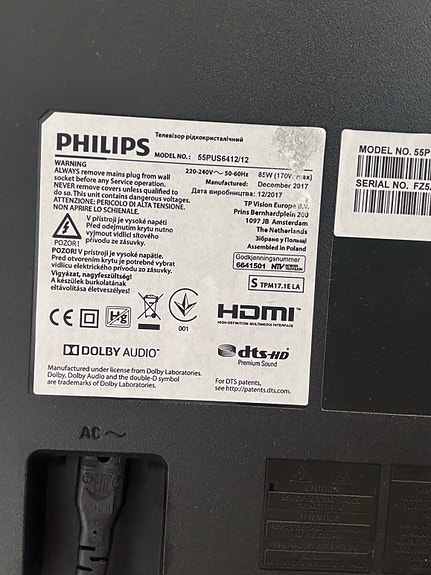 Телевізор рідкокристалічний
PHILIPS
MODEL NO.: 55PUS6412/12
WARNING
ALWAYS remove mains plug from wall
socket before any Service operation.
Never remove covers unless qualified to
do so. This unit contains dangerous voltages.
ATTENZIONE: PERICOLO DI ALTA TENSIONE.
NON APRIRE LO SCHIENALE.
220-240V～ 50-60Hz 85W (170W max)
Manufactured: December 2017
Дата виробництва: 12/2017
TP Vision Europe B.V.
Prins Bernhardplein 200
1097 JB Amsterdam
The Netherlands
Зібрано у Польщі
Assembled in Poland
V přístroji je vysoké napětí
Před odejmutím krytu nutno
vyjmout vidlici síťového
přívodu ze zásuvky.
POZOR!
POZOR V prístroji je vysoké napätie.
Pred otvorením krytu je potrebné vybrat
vidlicu elektrického prívodu zo zásuvky.
Vigyázat, nagyfeszültség!
A készülek burkolatának
eltávolítása életveszélyes!
Godkjenningsnummer
6641501 NTV
S TPM17.1E LA
CE
Hg
001
HDMI
HIGH-DEFINITION MULTIMEDIA INTERFACE
DOLBY AUDIO™
dts-HD
Premium Sound
Manufactured under license from Dolby Laboratories.
Dolby, Dolby Audio and the double-D symbol
are trademarks of Dolby Laboratories.
For DTS patents,
see http://patents.dts.com.
MODEL NO. 55P
SERIAL NO. FZ5
AC～
CAUTION
ATTENTION